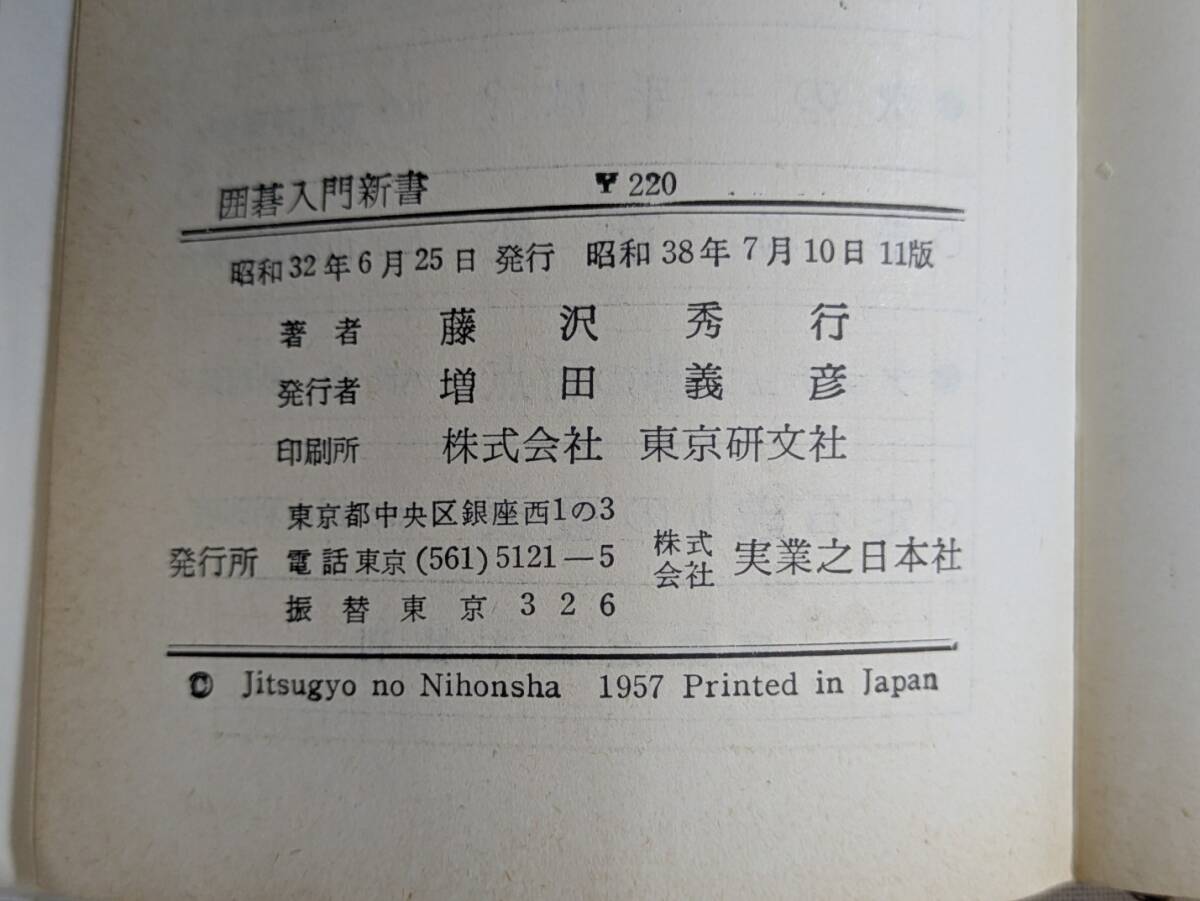 囲碁入門新書 ¥ 220
昭和32年6月25日 発行 昭和38年7月10日 11版
著者 藤沢秀行
発行者 増田義彦
印刷所 株式会社 東京研文社
東京都中央区銀座西1の3
発行所 電話東京(561)5121—5 株式会社 実業之日本社
振替東京326
© Jitsugyo no Nihonsha 1957 Printed in Japan